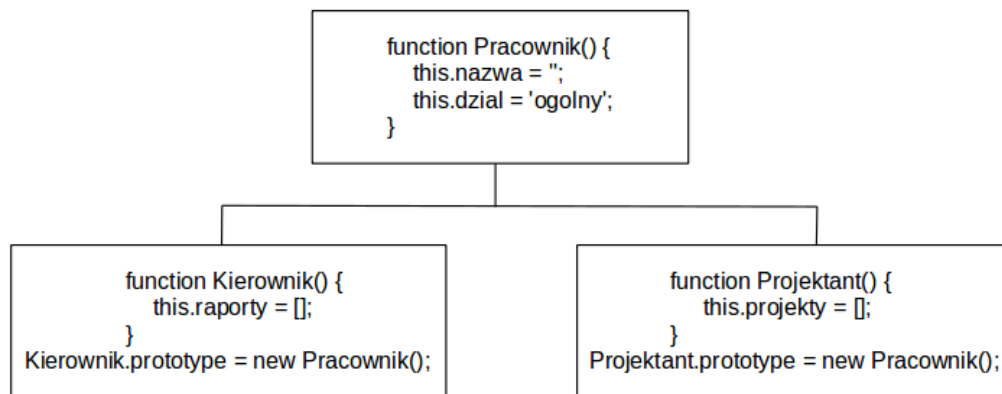 function Pracownik() {
this.nazwa = '';
this.dzial = 'ogolny';
}
function Kierownik() {
this.raporty = [];
}
Kierownik.prototype = new Pracownik();
function Projektant() {
this.projekty = [];
}
Projektant.prototype = new Pracownik();